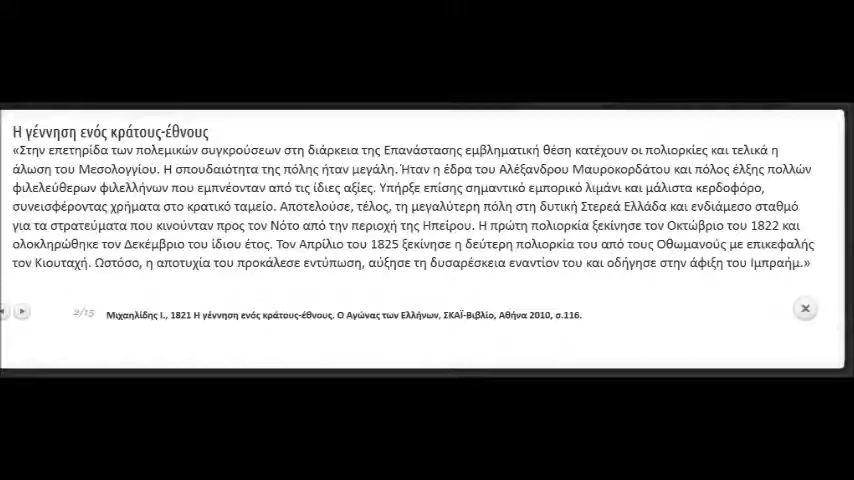 Η γέννηση ενός κράτους-έθνους
«Στην επετηρίδα των πολεμικών συγκρούσεων στη διάρκεια της Επανάστασης εμβληματική θέση κατέχουν οι πολιορκίες και τελικά η
άλωση του Μεσολογγίου. Η σπουδαιότητα της πόλης ήταν μεγάλη. Ήταν η έδρα του Αλέξανδρου Μαυροκορδάτου και πόλος έλξης πολλών
φιλελεύθερων φιλελλήνων που εμπνέονταν από τις ίδιες αξίες. Υπήρξε επίσης σημαντικό εμπορικό λιμάνι και μάλιστα κερδοφόρο,
συνεισφέροντας χρήματα στο κρατικό ταμείο. Αποτελούσε, τέλος, τη μεγαλύτερη πόλη στη δυτική Στερεά Ελλάδα και ενδιάμεσο σταθμό
για τα στρατεύματα που κινούνταν προς τον Νότο από την περιοχή της Ηπείρου. Η πρώτη πολιορκία ξεκίνησε τον Οκτώβριο του 1822 και
ολοκληρώθηκε τον Δεκέμβριο του ίδιου έτος. Τον Απρίλιο του 1825 ξεκίνησε η δεύτερη πολιορκία του από τους Οθωμανούς με επικεφαλής
τον Κιουταχή. Ωστόσο, η αποτυχία του προκάλεσε εντύπωση, αύξησε τη δυσαρέσκεια εναντίον του και οδήγησε στην άφιξη του Ιμπραήμ.»
2/15 Μιχαηλίδης Ι., 1821 Η γέννηση ενός κράτους-έθνους. Ο Αγώνας των Ελλήνων, ΣΚΑΪ-Βιβλίο, Αθήνα 2010, σ.116.